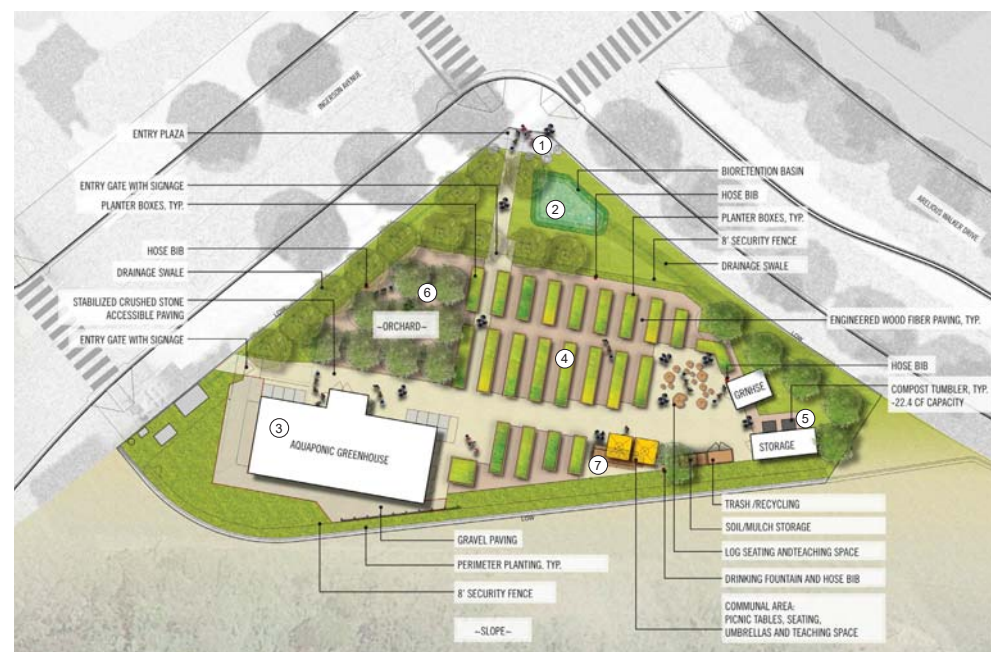 INGERSON AVENUE
ARELIOUS WALKER DRIVE
ENTRY PLAZA
ENTRY GATE WITH SIGNAGE
PLANTER BOXES, TYP.
HOSE BIB
DRAINAGE SWALE
STABILIZED CRUSHED STONE
ACCESSIBLE PAVING
ENTRY GATE WITH SIGNAGE
1
BIORETENTION BASIN
HOSE BIB
PLANTER BOXES, TYP.
8' SECURITY FENCE
DRAINAGE SWALE
ENGINEERED WOOD FIBER PAVING, TYP.
HOSE BIB
COMPOST TUMBLER, TYP.
-22.4 CF CAPACITY
2
6
~ORCHARD~
4
LOW
LOW
GRNHSE
5
STORAGE
3
AQUAPONIC GREENHOUSE
7
LOW
GRAVEL PAVING
PERIMETER PLANTING, TYP.
8' SECURITY FENCE
~SLOPE~
TRASH /RECYCLING
SOIL/MULCH STORAGE
LOG SEATING ANDTEACHING SPACE
DRINKING FOUNTAIN AND HOSE BIB
COMMUNAL AREA:
PICNIC TABLES, SEATING,
UMBRELLAS AND TEACHING SPACE